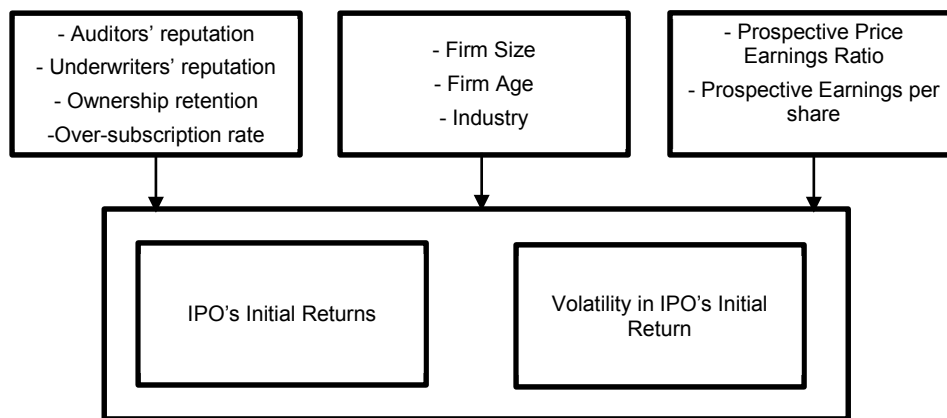 - Auditors’ reputation
- Underwriters’ reputation
- Ownership retention
-Over-subscription rate
- Firm Size
- Firm Age
- Industry
- Prospective Price
Earnings Ratio
- Prospective Earnings per
share
IPO’s Initial Returns
Volatility in IPO’s Initial
Return